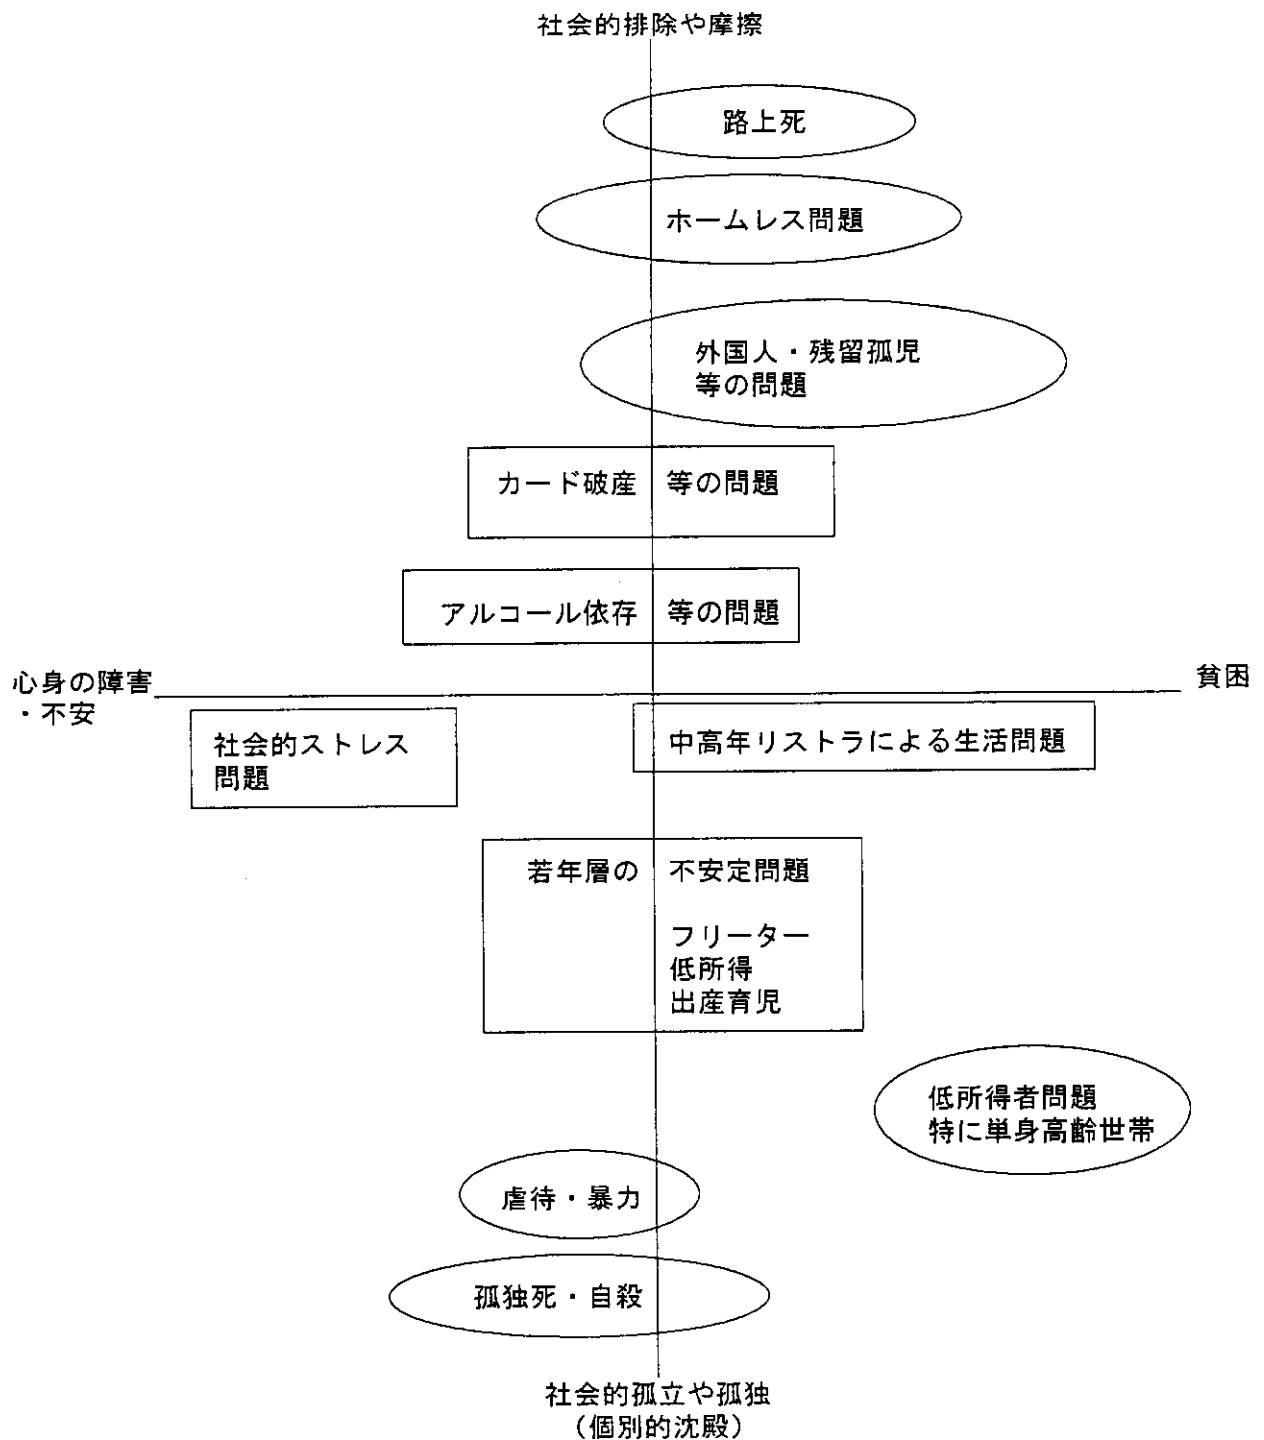 社会的排除や摩擦
路上死
ホームレス問題
外国人・残留孤児
等の問題
カード破産 等の問題
アルコール依存 等の問題
心身の障害
・不安
貧困
社会的ストレス
問題
中高年リストラによる生活問題
若年層の 不安定問題
フリーター
低所得
出産育児
低所得者問題
特に単身高齢世帯
虐待・暴力
孤独死・自殺
社会的孤立や孤独
（個別的沈殿）